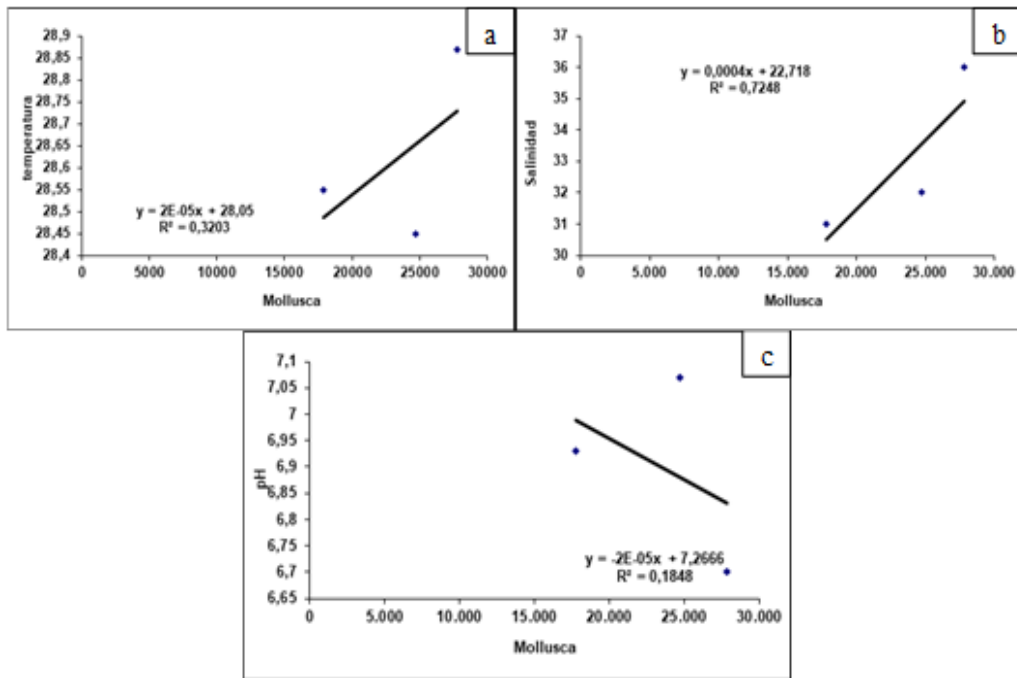 a
28,9
28,85
28,8
28,75
28,7
28,65
28,6
28,55
28,5
28,45
28,4
temperatura
y = 2E-05x + 28,05
R² = 0,3203
0 5000 10000 15000 20000 25000 30000
Mollusca
b
37
36
35
34
33
32
31
30
Salinidad
y = 0,0004x + 22,718
R² = 0,7248
0 5.000 10.000 15.000 20.000 25.000 30.000
Mollusca
c
7,1
7,05
7
6,95
6,9
6,85
6,8
6,75
6,7
6,65
pH
y = -2E-05x + 7,2666
R² = 0,1848
0 5.000 10.000 15.000 20.000 25.000 30.000
Mollusca